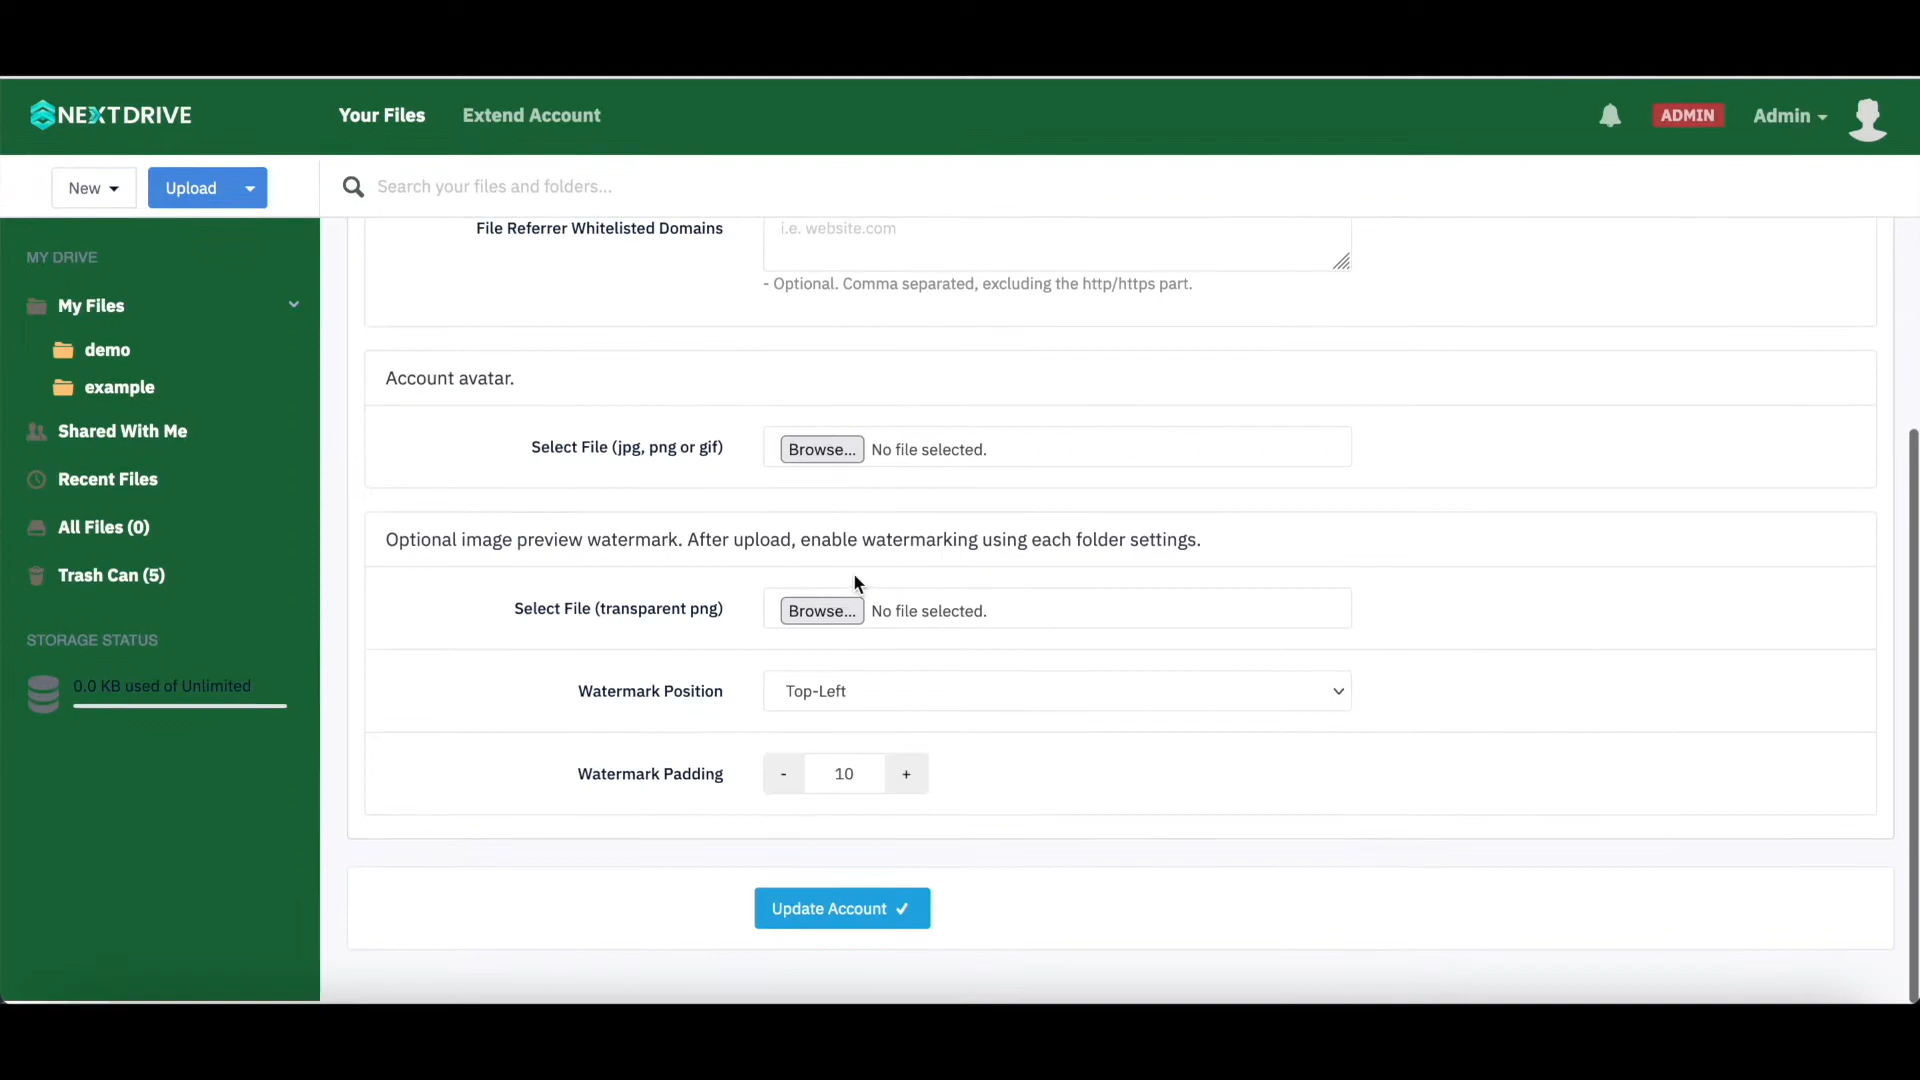 NEXTDRIVE
Your Files
Extend Account
ADMIN
Admin
New
Upload
Search your files and folders...
MY DRIVE
My Files
demo
example
Shared With Me
Recent Files
All Files (0)
Trash Can (5)
STORAGE STATUS
0.0 KB used of Unlimited
File Referrer Whitelisted Domains
i.e. website.com
- Optional. Comma separated, excluding the http/https part.
Account avatar.
Select File (jpg, png or gif)
Browse... No file selected.
Optional image preview watermark. After upload, enable watermarking using each folder settings.
Select File (transparent png)
Browse... No file selected.
Watermark Position
Top-Left
Watermark Padding
- 10 +
Update Account